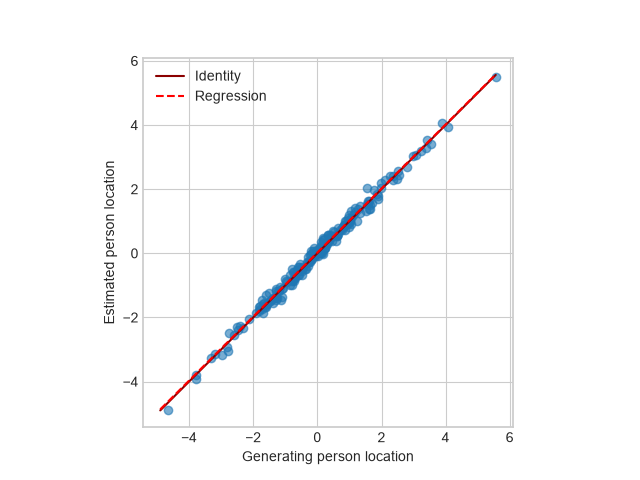 Identity
Regression
6
4
2
0
−2
−4
−4 −2 0 2 4 6
Estimated person location
Generating person location